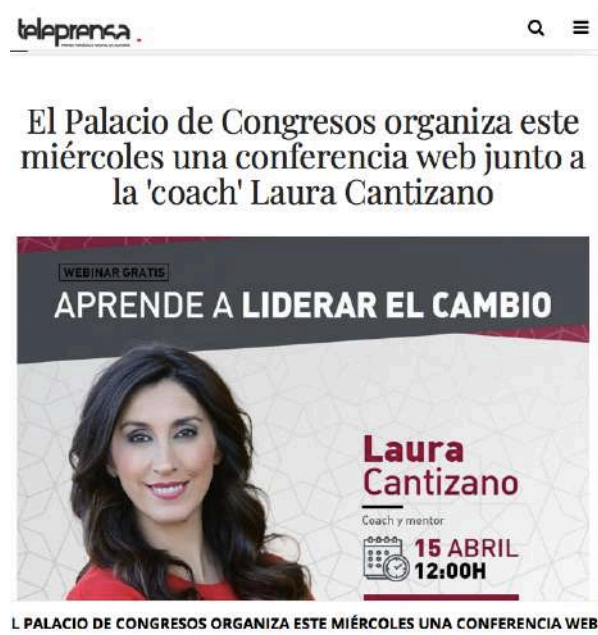 teleprensa.
El Palacio de Congresos organiza este
miércoles una conferencia web junto a
la 'coach' Laura Cantizano
WEBINAR GRATIS
APRENDE A LIDERAR EL CAMBIO
Laura
Cantizano
Coach y mentor
15 ABRIL
12:00H
L PALACIO DE CONGRESOS ORGANIZA ESTE MIÉRCOLES UNA CONFERENCIA WEB